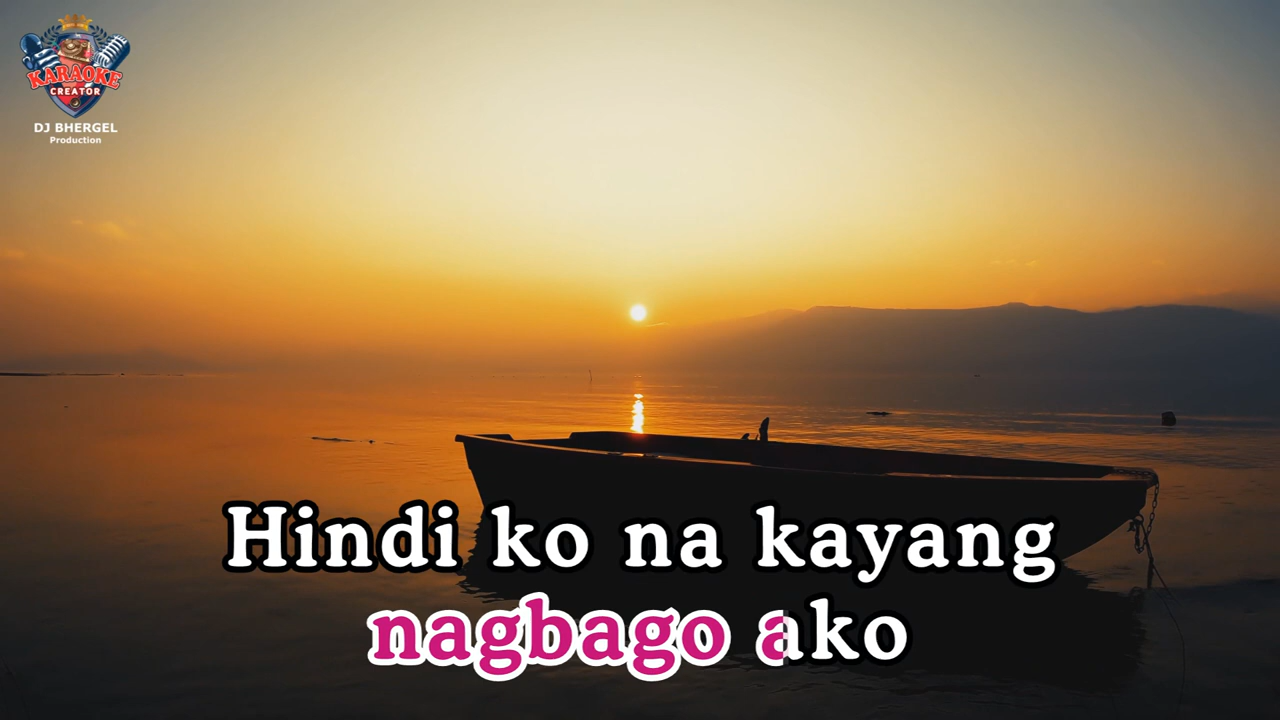 KARAOKE
CREATOR
DJ BHERGEL
Production
Hindi ko na kayang
nagbago ako